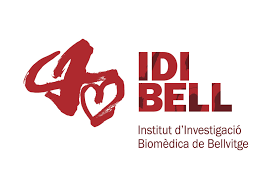 IDI
BELL
Institut d'Investigació
Biomèdica de Bellvitge